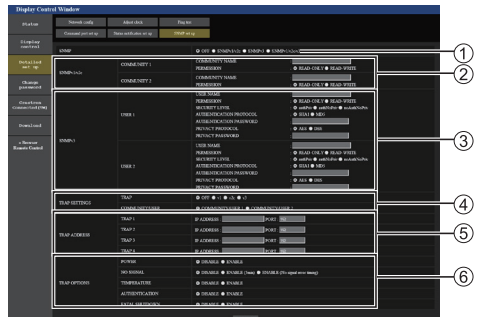 Display Control Window
Status
Network config
Adjust clock
Ping test
Command port set up
Status notification set up
SNMP set up
Display control
Detailed set up
Change password
Crestron connected (TM)
Download
e-Remote Control
SNMP OFF SNMPv1/v2c SNMPv3
SNMPv1/v2c
COMMUNITY 1
COMMUNITY NAME
PERMISSION READ-ONLY READ-WRITE
COMMUNITY 2
COMMUNITY NAME
PERMISSION READ-ONLY READ-WRITE
SNMPv3
USER 1
USER NAME
PERMISSION READ-ONLY READ-WRITE
SECURITY LEVEL authPriv authNoPriv noAuthNoPriv
AUTHENTICATION PROTOCOL SHA1 MD5
AUTHENTICATION PASSWORD
PRIVACY PROTOCOL AES DES
PRIVACY PASSWORD
USER 2
USER NAME
PERMISSION READ-ONLY READ-WRITE
SECURITY LEVEL authPriv authNoPriv noAuthNoPriv
AUTHENTICATION PROTOCOL SHA1 MD5
AUTHENTICATION PASSWORD
PRIVACY PROTOCOL AES DES
PRIVACY PASSWORD
TRAP SETTINGS
TRAP OFF v1 v2c v3
COMMUNITY/USER COMMUNITY/USER 1 COMMUNITY/USER 2
TRAP ADDRESS
TRAP 1 IP ADDRESS PORT
TRAP 2 IP ADDRESS PORT
TRAP 3 IP ADDRESS PORT
TRAP 4 IP ADDRESS PORT
TRAP OPTIONS
POWER DISABLE ENABLE
NO SIGNAL DISABLE ENABLE ENABLE (No signal error timing)
TEMPERATURE DISABLE ENABLE
AUTHENTICATION DISABLE ENABLE
FATAL SHUTDOWN DISABLE ENABLE
1
2
3
4
5
6